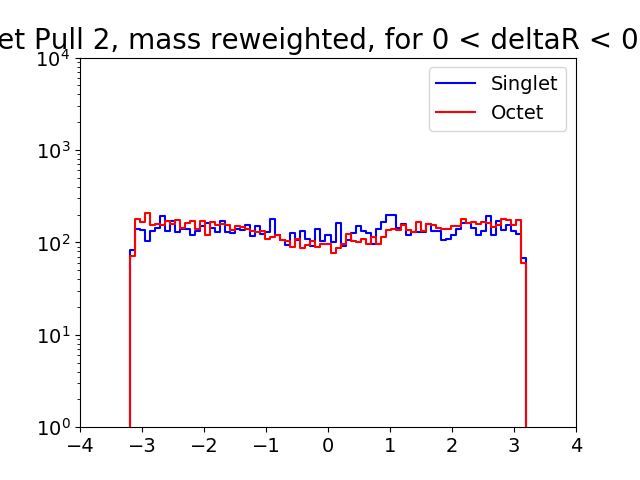 et Pull 2, mass reweighted, for 0 < deltaR < 0
10^4
10^3
10^2
10^1
10^0
−4 −3 −2 −1 0 1 2 3 4
Singlet
Octet